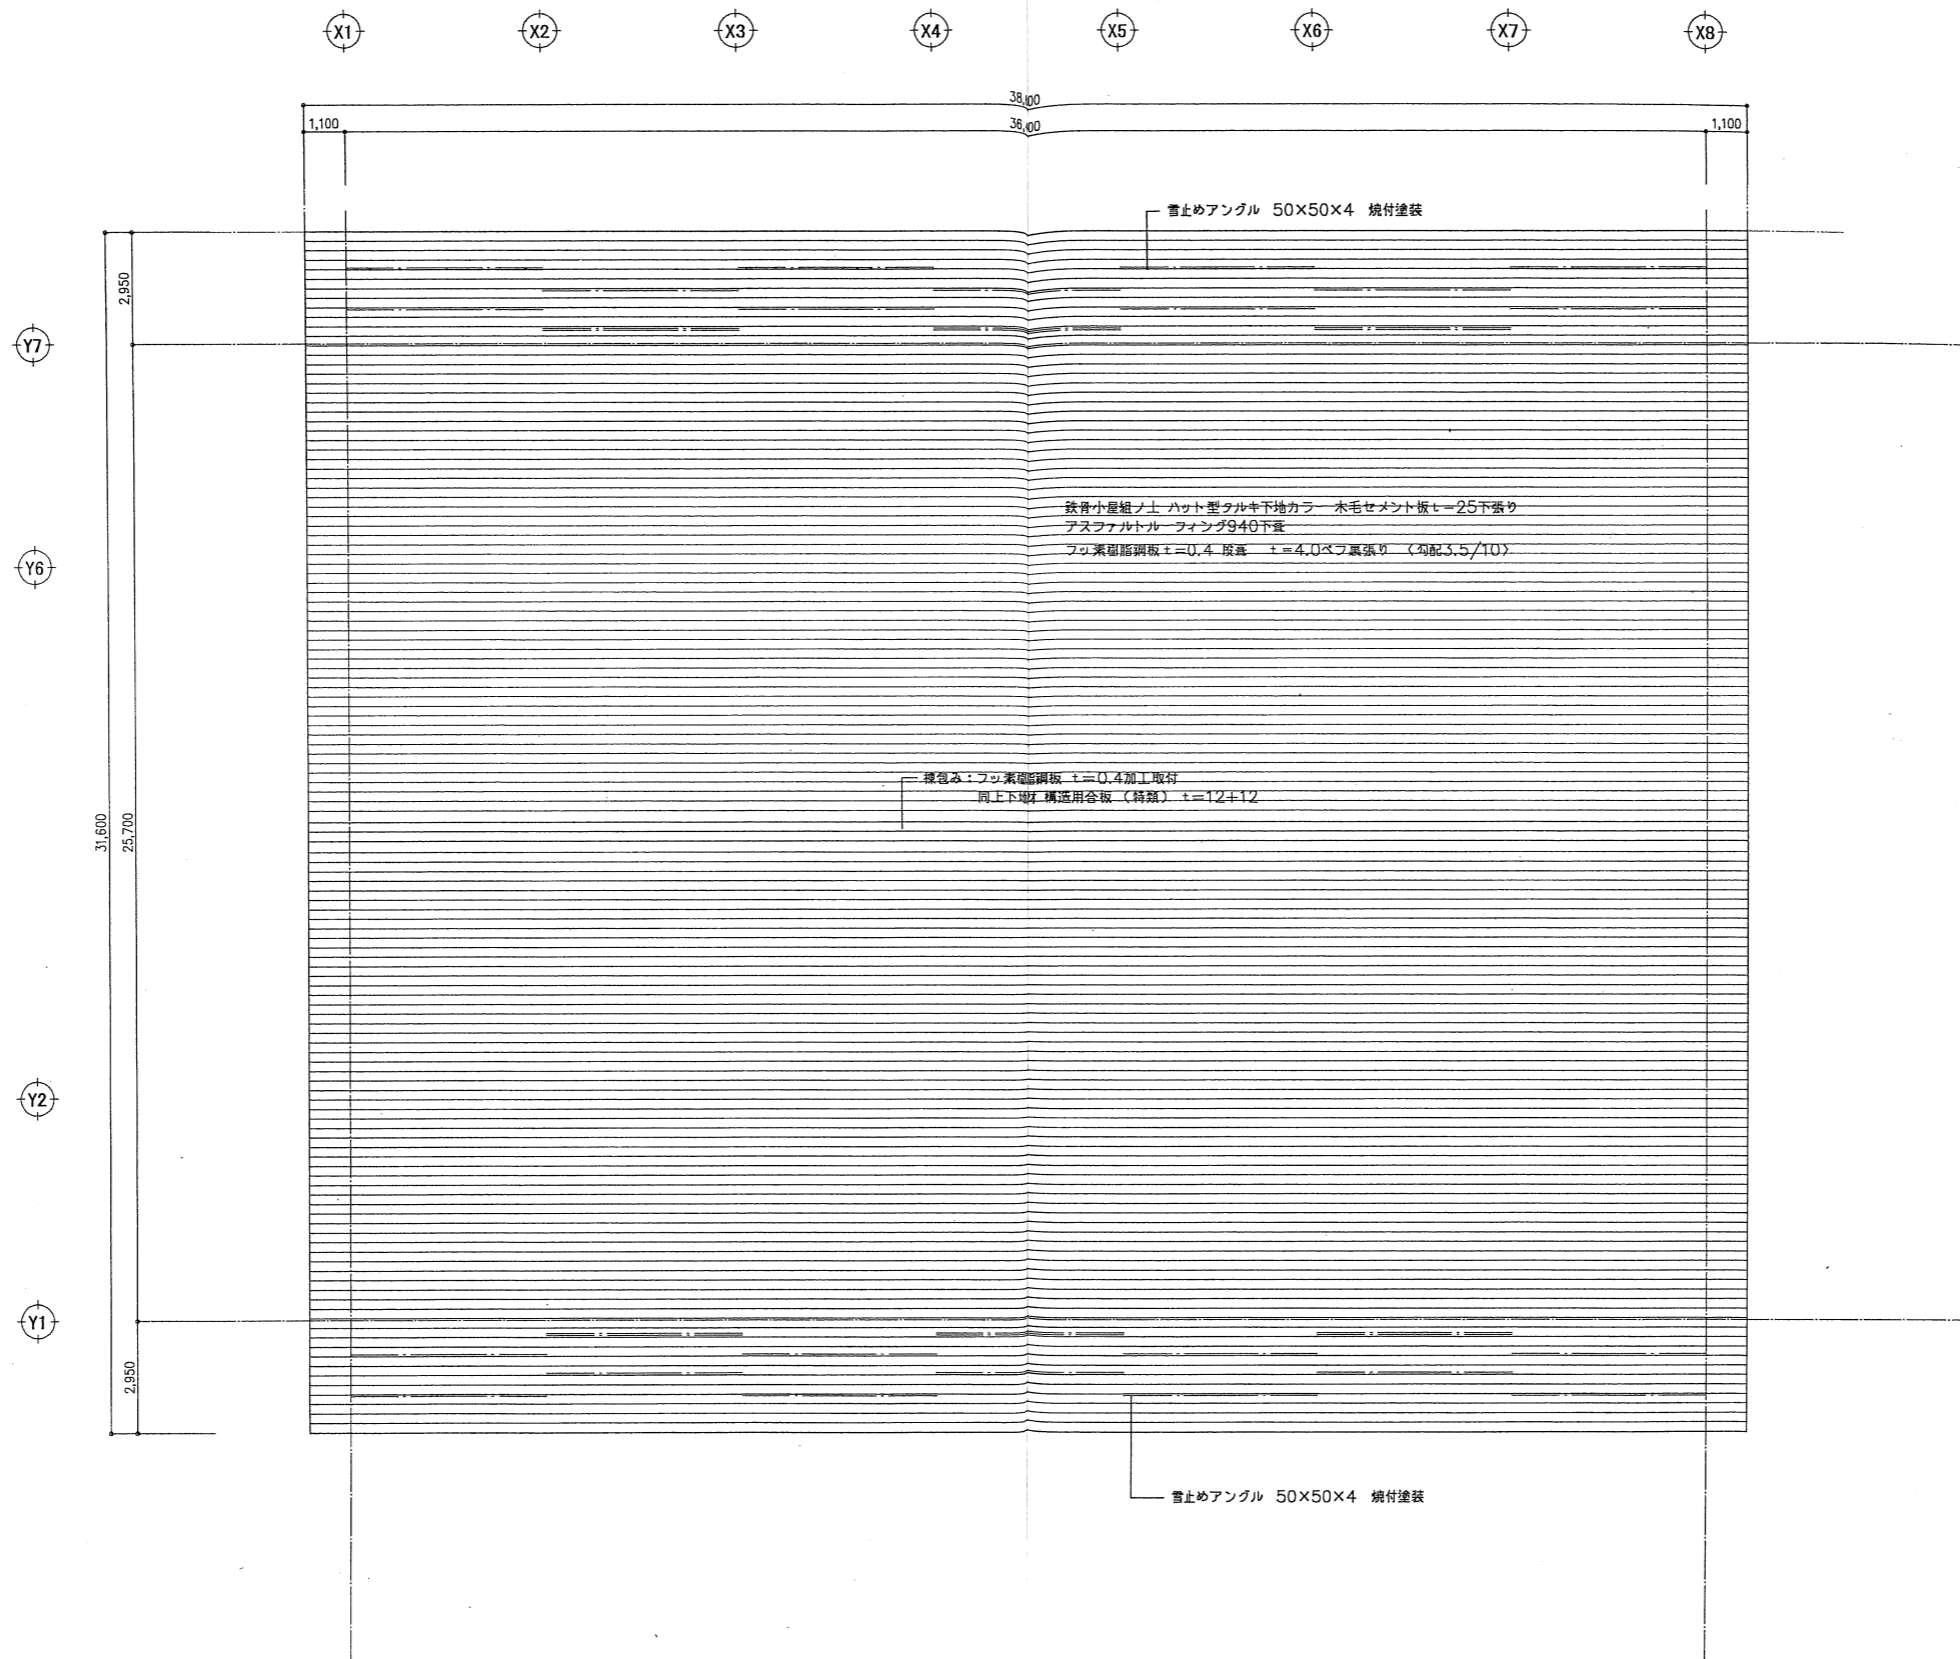 X1 X2 X3 X4 X5 X6 X7 X8
38,100
1,100 36,100 1,100
雪止めアングル 50×50×4 焼付塗装
2,950
Y7
鉄骨小屋組ノ上 ハット型タルキ下地カラー木毛セメント板t=25下張り
アスファルトルーフィング940下葺
フッ素樹脂鋼板t=0.4 段葺 t=4.0ペフ裏張り (勾配3.5/10)
Y6
棟包み:フッ素樹脂鋼板 t=0.4加工取付
同上下地材 構造用合板 (特類) t=12+12
31,600
25,700
Y2
Y1
2,950
雪止めアングル 50×50×4 焼付塗装